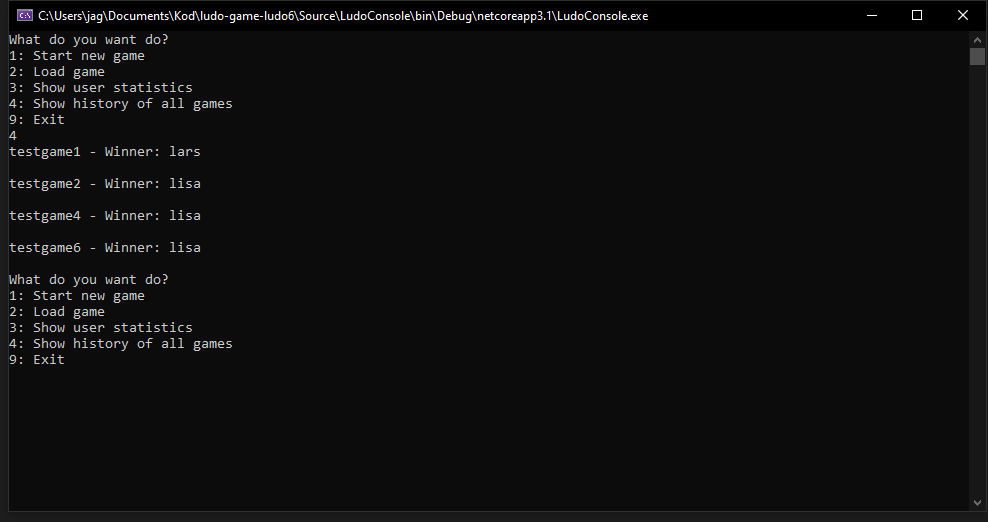 C:\Users\jag\Documents\Kod\ludo-game-ludo6\Source\LudoConsole\bin\Debug\netcoreapp3.1\LudoConsole.exe
What do you want do?
1: Start new game
2: Load game
3: Show user statistics
4: Show history of all games
9: Exit
4
testgame1 - Winner: lars
testgame2 - Winner: lisa
testgame4 - Winner: lisa
testgame6 - Winner: lisa
What do you want do?
1: Start new game
2: Load game
3: Show user statistics
4: Show history of all games
9: Exit